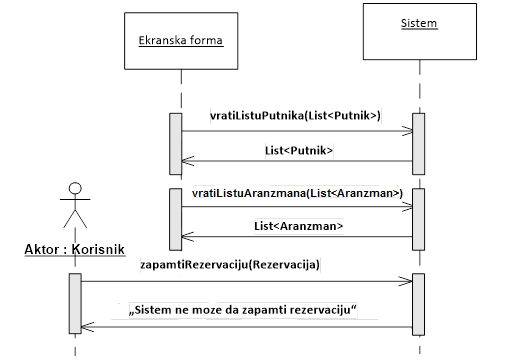 Ekranska forma
Sistem
vratiListuPutnika(List<Putnik>)
List<Putnik>
vratiListuAranzmana(List<Aranzman>)
List<Aranzman>
Aktor : Korisnik
zapamtiRezervaciju(Rezervacija)
„Sistem ne moze da zapamti rezervaciju“